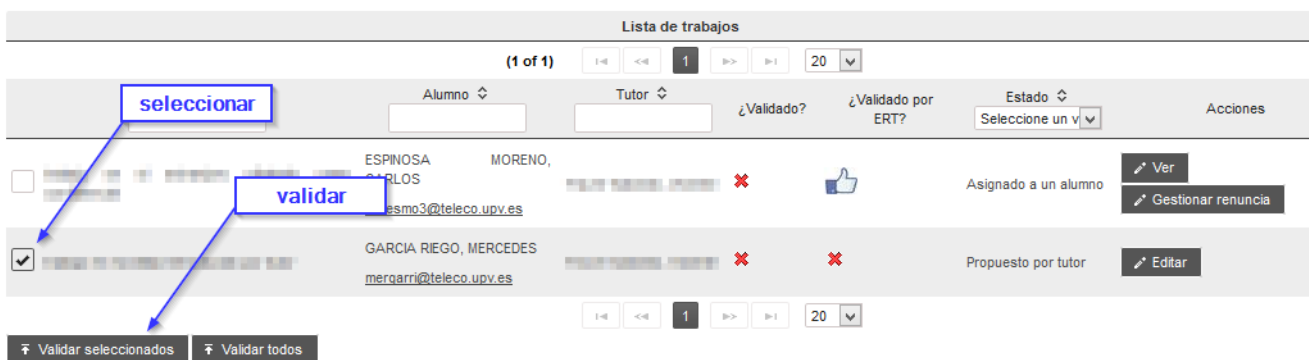 Lista de trabajos
(1 of 1) 1 20
seleccionar
Alumno Tutor ¿Validado? ¿Validado por ERT? Estado Acciones
Seleccione un v
ESPINOSA MORENO,
Asignado a un alumno
Ver
Gestionar renuncia
validar
esmo3@teleco.upv.es
GARCIA RIEGO, MERCEDES
mergarri@teleco.upv.es
Propuesto por tutor
Editar
1 20
Validar seleccionados Validar todos